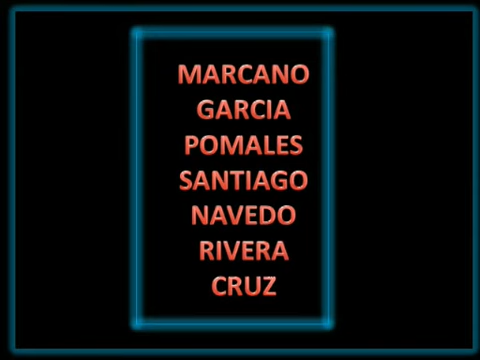 MARCANO
GARCIA
POMALES
SANTIAGO
NAVEDO
RIVERA
CRUZ